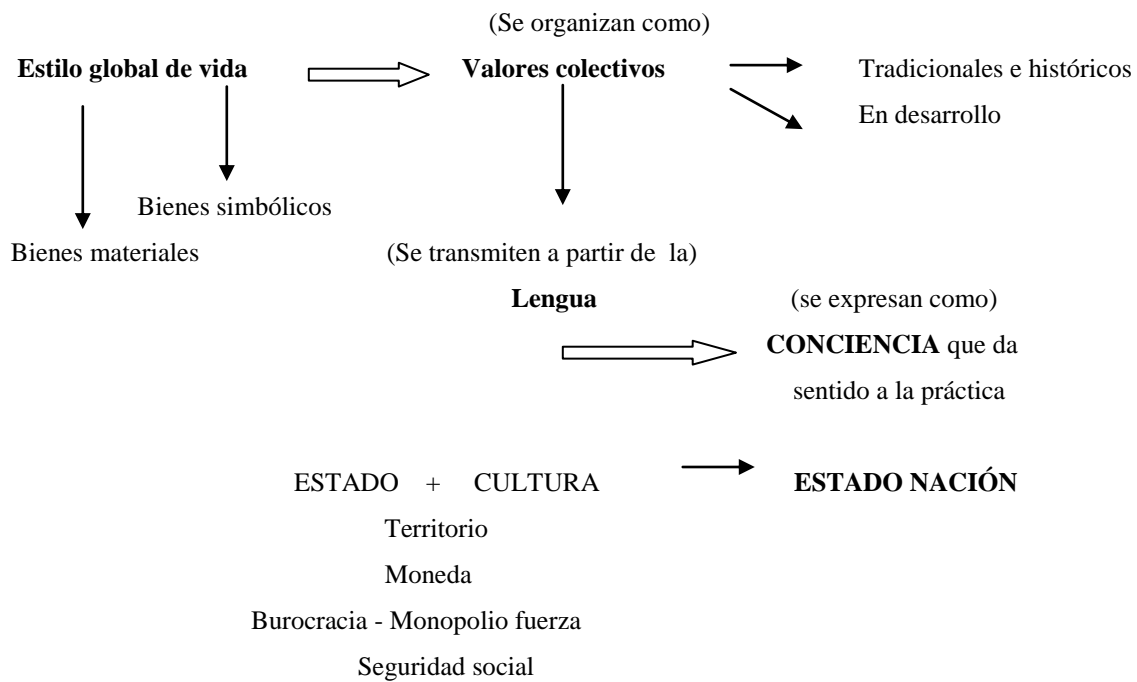 (Se organizan como)
Estilo global de vida Valores colectivos Tradicionales e históricos
En desarrollo
Bienes simbólicos
Bienes materiales (Se transmiten a partir de la)
Lengua (se expresan como)
CONCIENCIA que da
sentido a la práctica
ESTADO + CULTURA ESTADO NACIÓN
Territorio
Moneda
Burocracia - Monopolio fuerza
Seguridad social